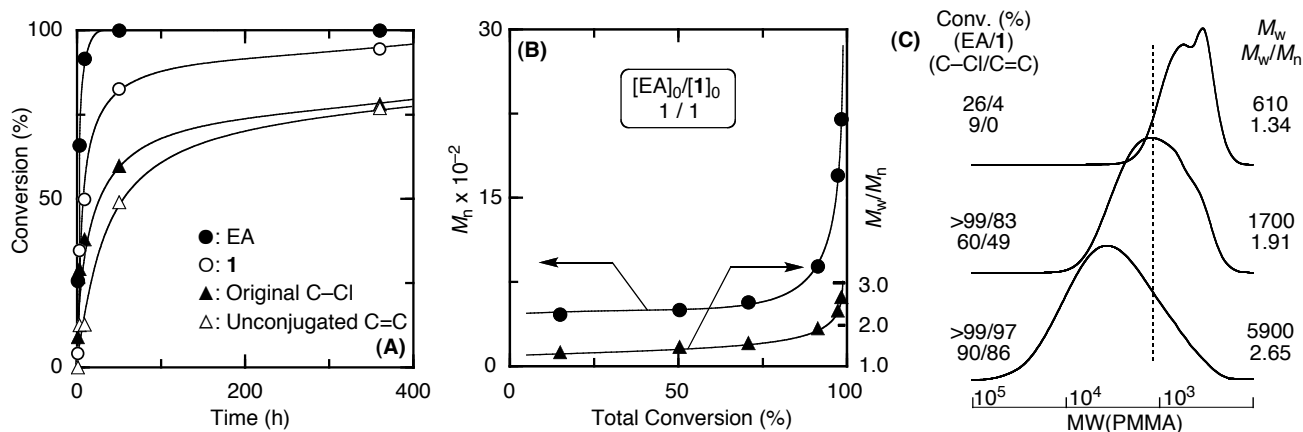 100
50
0
Conversion (%)
0
200
400
Time (h)
●: EA
○: 1
▲: Original C–Cl
△: Unconjugated C=C
(A)
30
15
0
Mn x 10−2
(B)
[EA]0/[1]0
1 / 1
Mw/Mn
3.0
2.0
1.0
0
50
100
Total Conversion (%)
(C)
Conv. (%)
(EA/1)
(C–Cl/C=C)
Mw
Mw/Mn
26/4
9/0
610
1.34
>99/83
60/49
1700
1.91
>99/97
90/86
5900
2.65
10^5 10^4 10^3
MW(PMMA)